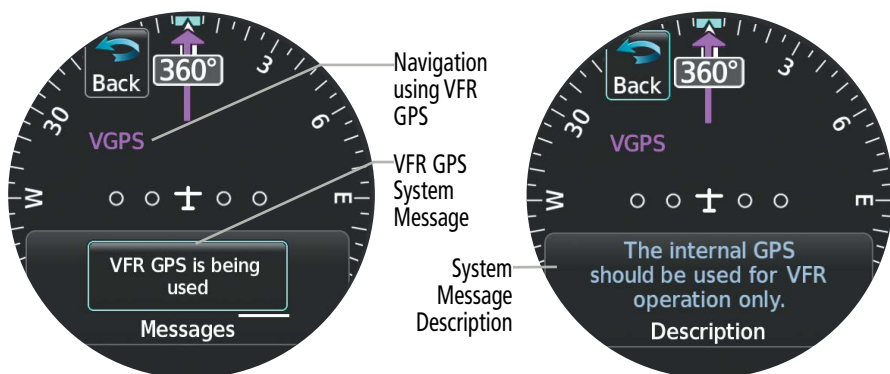 Back
360°
3
30
6
VGPS
W
E
VFR GPS is being
used
Messages
Navigation
using VFR
GPS
VFR GPS
System
Message
System
Message
Description
Back
360°
3
30
6
VGPS
W
E
The internal GPS
should be used for VFR
operation only.
Description